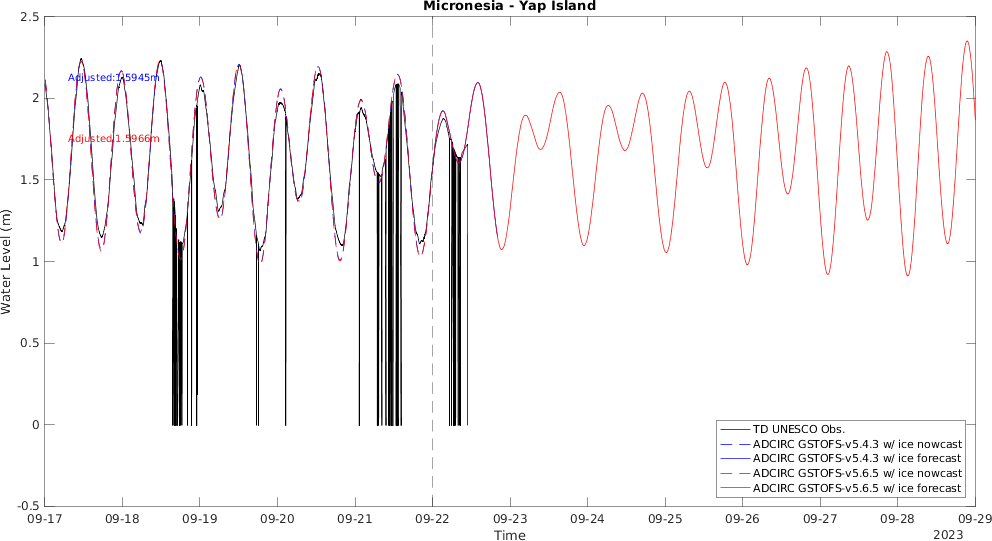 Micronesia - Yap Island
2.5
2
1.5
1
0.5
0
-0.5
Water Level (m)
Adjusted:1.5945m
Adjusted:1.5966m
TD UNESCO Obs.
ADCIRC GSTOFS-v5.4.3 w/ ice nowcast
ADCIRC GSTOFS-v5.4.3 w/ ice forecast
ADCIRC GSTOFS-v5.6.5 w/ ice nowcast
ADCIRC GSTOFS-v5.6.5 w/ ice forecast
09-17 09-18 09-19 09-20 09-21 09-22 09-23 09-24 09-25 09-26 09-27 09-28 09-29
Time
2023